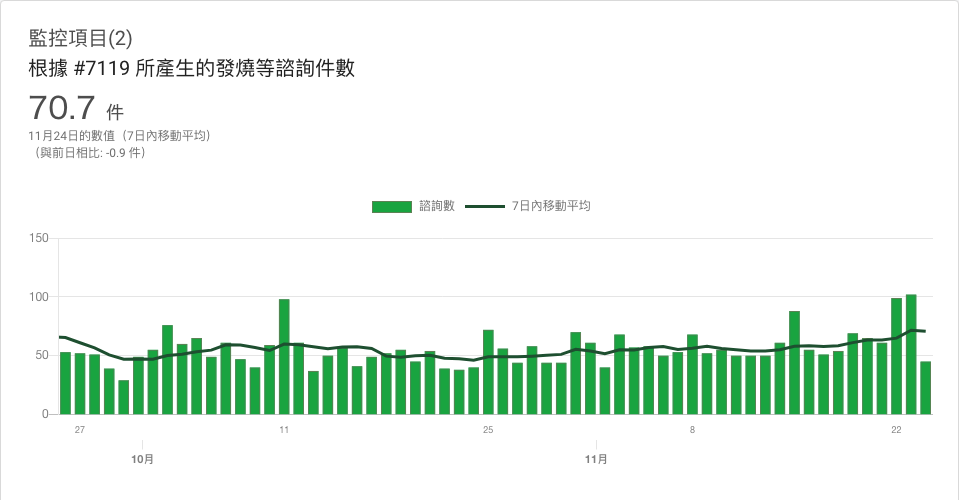 監控項目(2)
根據 #7119 所產生的發燒等諮詢件數
70.7 件
11月24日的數值（7日內移動平均）
（與前日相比: -0.9 件）
諮詢數 7日內移動平均
150
100
50
0
27 11 25 8 22
10月 11月